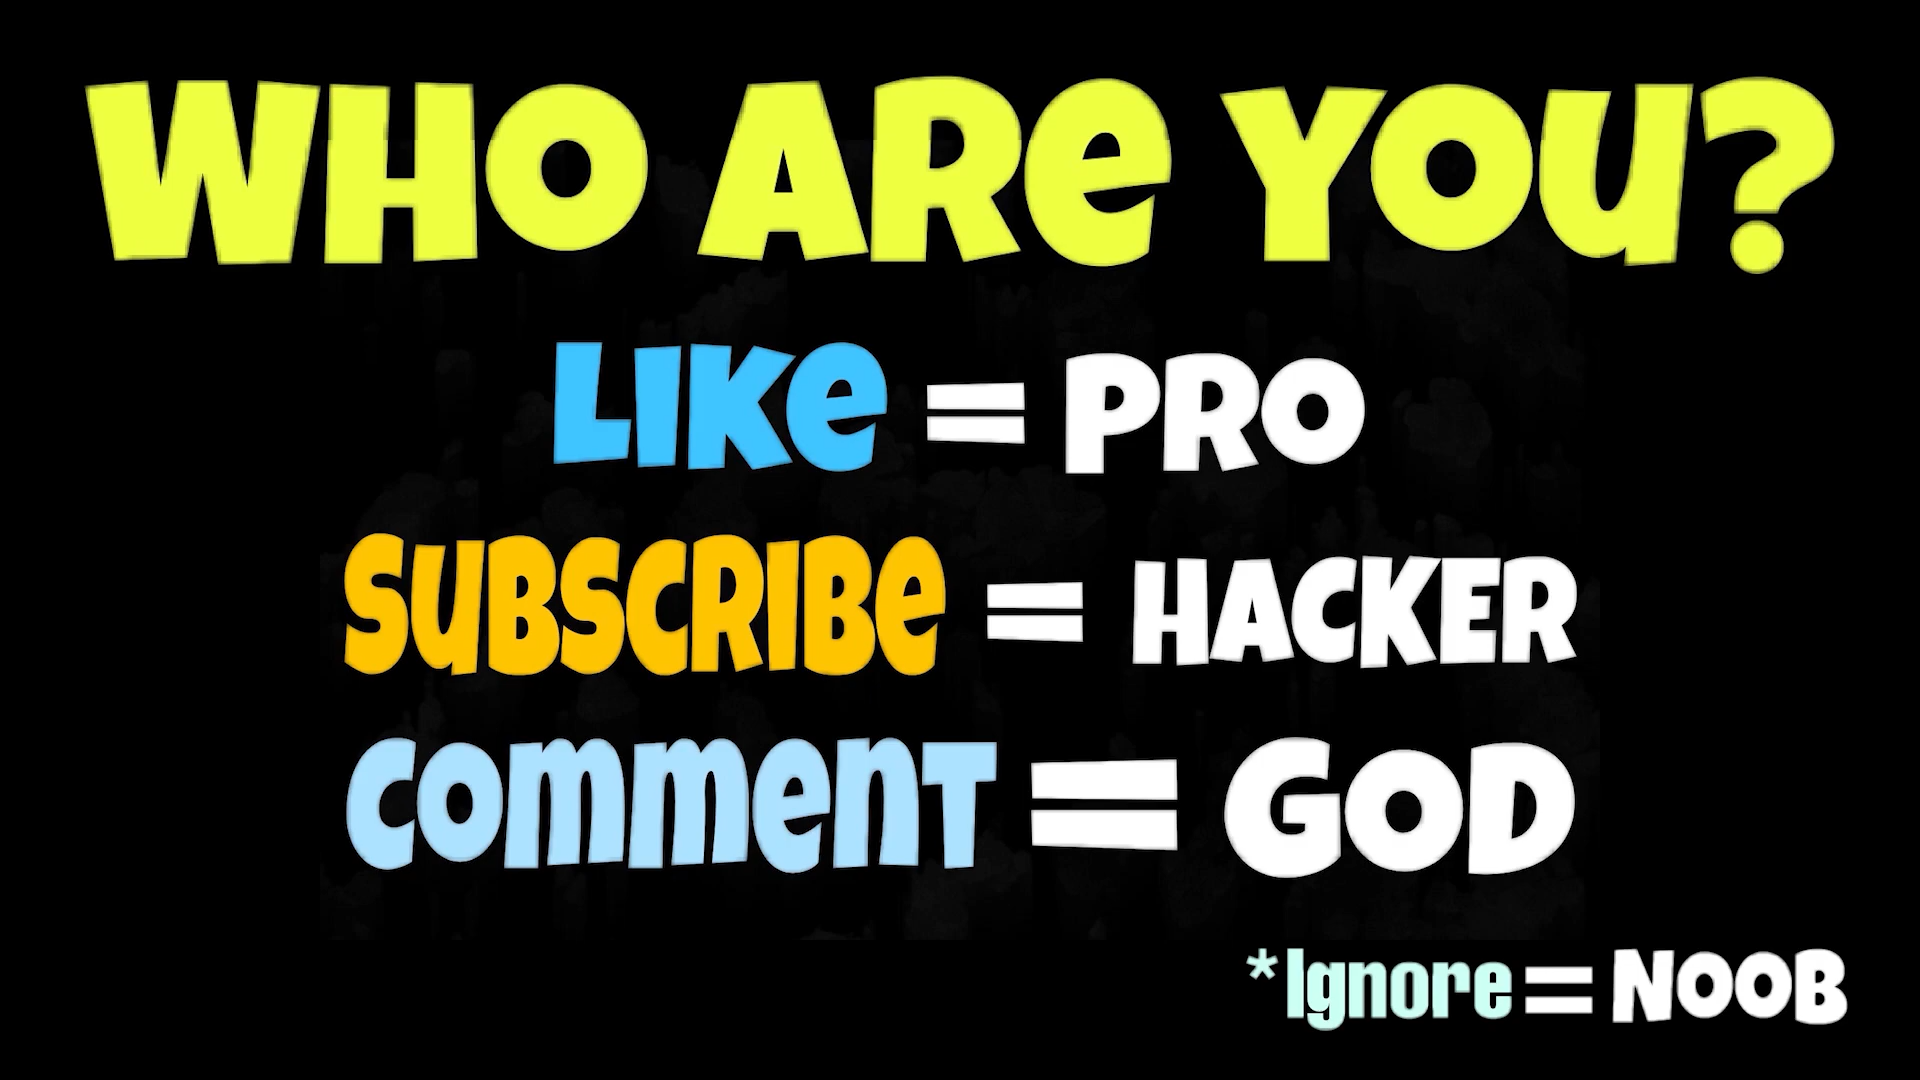 WHO ARe YOu?
LIKe = PRO
SuBSCRIBe = HACKER
Comment = GOD
*Ignore = NOOB